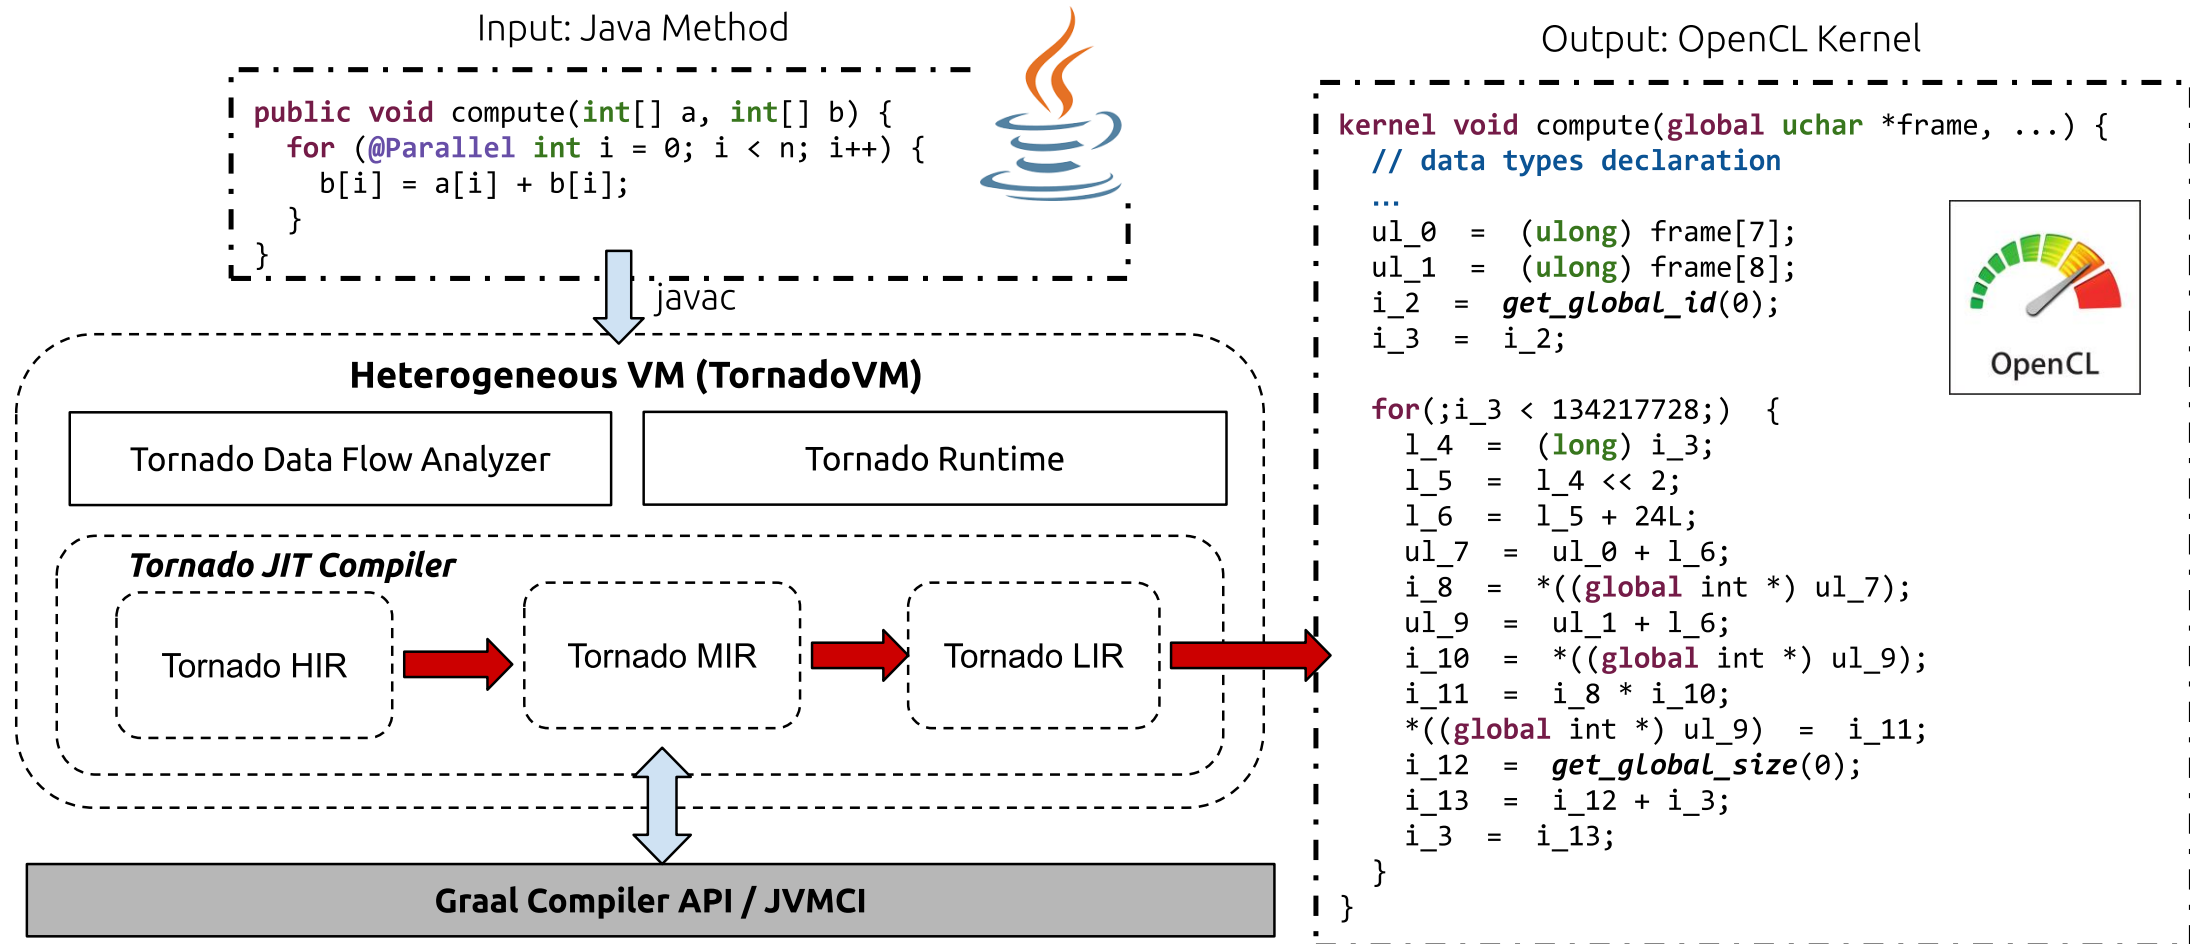 Input: Java Method
public void compute(int[] a, int[] b) {
for (@Parallel int i = 0; i < n; i++) {
b[i] = a[i] + b[i];
}
}
javac
Heterogeneous VM (TornadoVM)
Tornado Data Flow Analyzer
Tornado Runtime
Tornado JIT Compiler
Tornado HIR
Tornado MIR
Tornado LIR
Graal Compiler API / JVMCI
Output: OpenCL Kernel
kernel void compute(global uchar *frame, ...) {
// data types declaration
...
ul_0 = (ulong) frame[7];
ul_1 = (ulong) frame[8];
i_2 = get_global_id(0);
i_3 = i_2;
for(;i_3 < 134217728;) {
l_4 = (long) i_3;
l_5 = l_4 << 2;
l_6 = l_5 + 24L;
ul_7 = ul_0 + l_6;
i_8 = *((global int *) ul_7);
ul_9 = ul_1 + l_6;
i_10 = *((global int *) ul_9);
i_11 = i_8 * i_10;
*((global int *) ul_9) = i_11;
i_12 = get_global_size(0);
i_13 = i_12 + i_3;
i_3 = i_13;
}
}
OpenCL